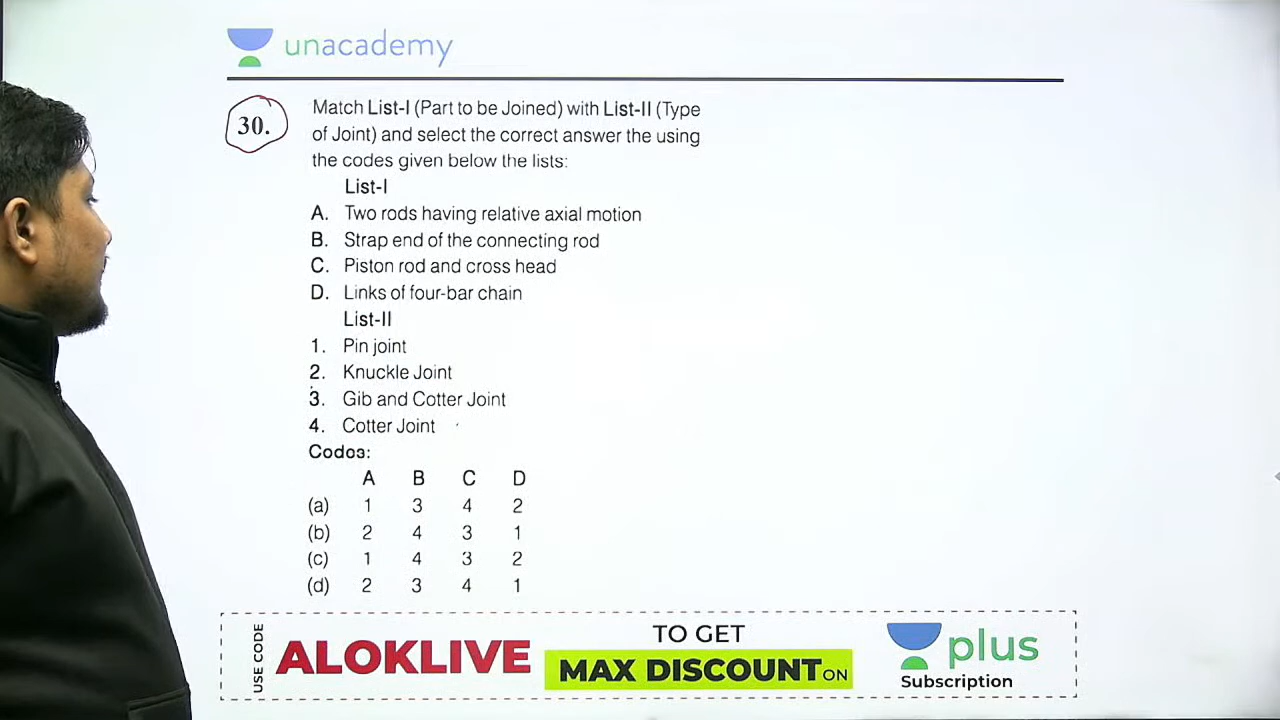 unacademy
30.
Match List-I (Part to be Joined) with List-II (Type
of Joint) and select the correct answer the using
the codes given below the lists:
List-I
A. Two rods having relative axial motion
B. Strap end of the connecting rod
C. Piston rod and cross head
D. Links of four-bar chain
List-II
1. Pin joint
2. Knuckle Joint
3. Gib and Cotter Joint
4. Cotter Joint
Codes:
A B C D
(a) 1 3 4 2
(b) 2 4 3 1
(c) 1 4 3 2
(d) 2 3 4 1
USE CODE
ALOKLIVE
TO GET
MAX DISCOUNT ON
plus
Subscription